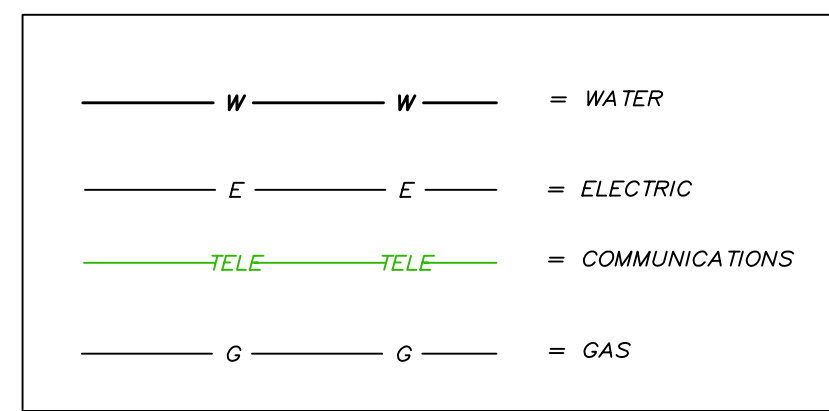 W W = WATER
E E = ELECTRIC
TELE TELE = COMMUNICATIONS
G G = GAS